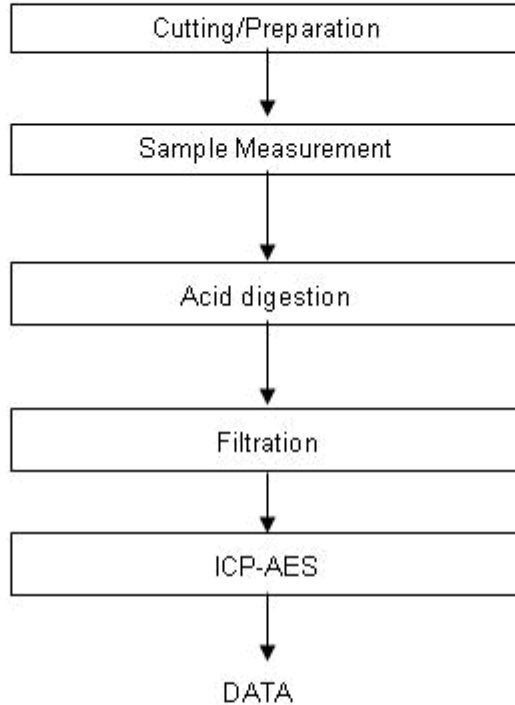 Cutting/Preparation
Sample Measurement
Acid digestion
Filtration
ICP-AES
DATA